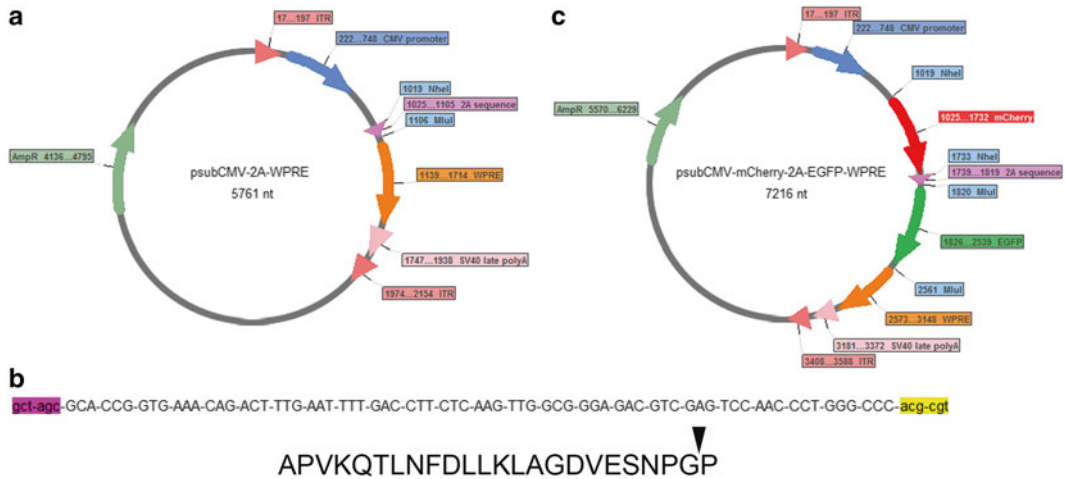 a
17...197 ITR
222...748 CMV promoter
1019 NheI
1025...1105 2A sequence
1106 MluI
AmpR 4136...4795
psubCMV-2A-WPRE
5761 nt
1139...1714 WPRE
1747...1938 SV40 late polyA
1974...2154 ITR
c
17...197 ITR
222...748 CMV promoter
1019 NheI
AmpR 5570...6229
1025...1732 mCherry
psubCMV-mCherry-2A-EGFP-WPRE
7216 nt
1733 NheI
1739...1819 2A sequence
1820 MluI
1826...2539 EGFP
2561 MluI
2573...3148 WPRE
3181...3372 SV40 late polyA
3408...3588 ITR
b
gct-agc-GCA-CCG-GTG-AAA-CAG-ACT-TTG-AAT-TTT-GAC-CTT-CTC-AAG-TTG-GCG-GGA-GAC-GTC-GAG-TCC-AAC-CCT-GGG-CCC-acg-cgt
APVKQTLNFDLLKLAGDVESNPGP